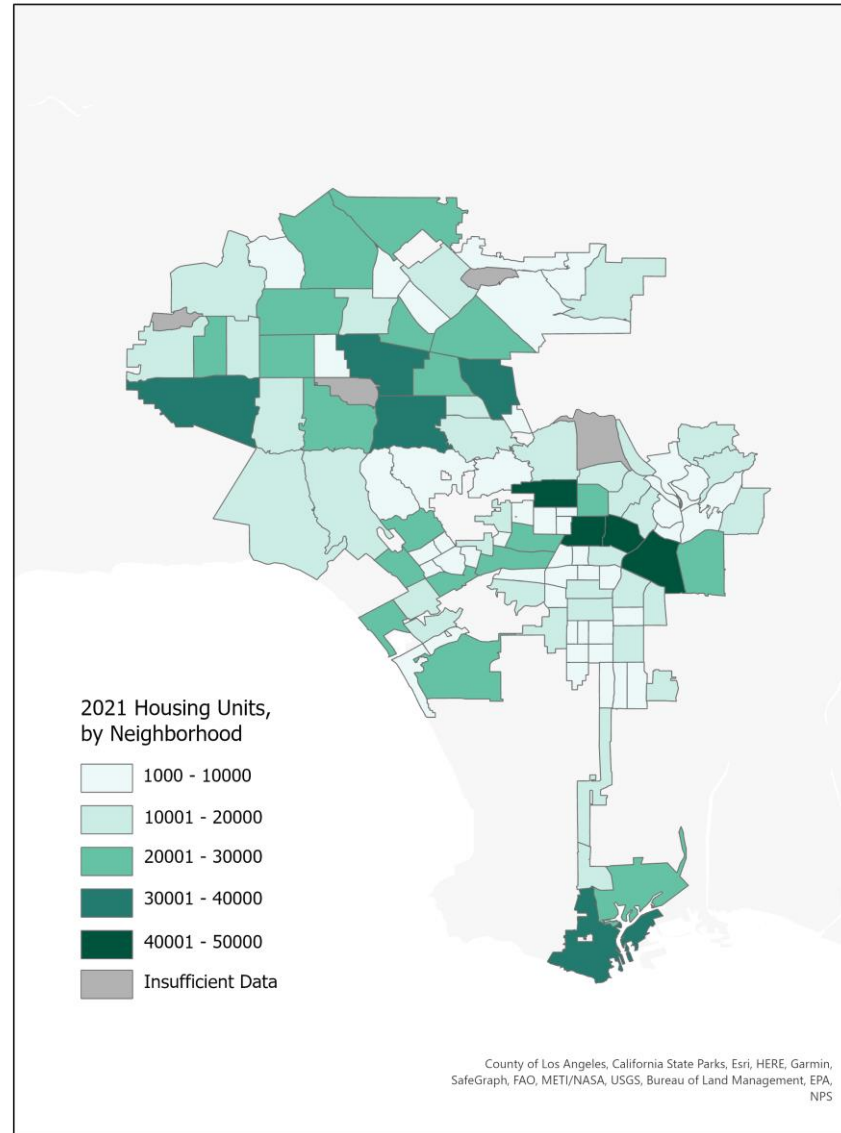 2021 Housing Units,
by Neighborhood
1000 - 10000
10001 - 20000
20001 - 30000
30001 - 40000
40001 - 50000
Insufficient Data
County of Los Angeles, California State Parks, Esri, HERE, Garmin,
SafeGraph, FAO, METI/NASA, USGS, Bureau of Land Management, EPA,
NPS